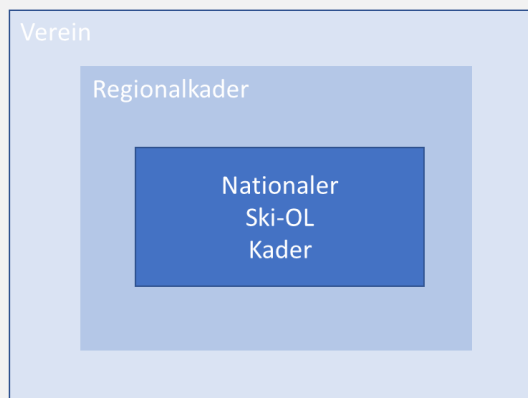 Verein
Regionalkader
Nationaler
Ski-OL
Kader